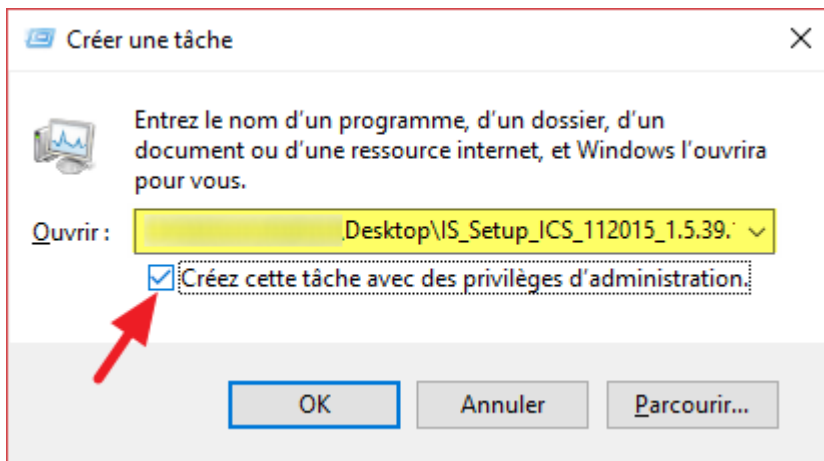 Créer une tâche
Entrez le nom d'un programme, d'un dossier, d'un
document ou d'une ressource internet, et Windows l'ouvrira
pour vous.
Ouvrir : Desktop\IS_Setup_ICS_112015_1.5.39.
Créez cette tâche avec des privilèges d'administration.
OK Annuler Parcourir...